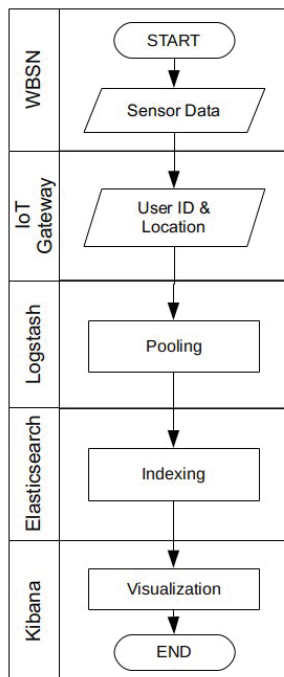 WBSN
START
Sensor Data
IoT
Gateway
User ID &
Location
Logstash
Pooling
Elasticsearch
Indexing
Kibana
Visualization
END